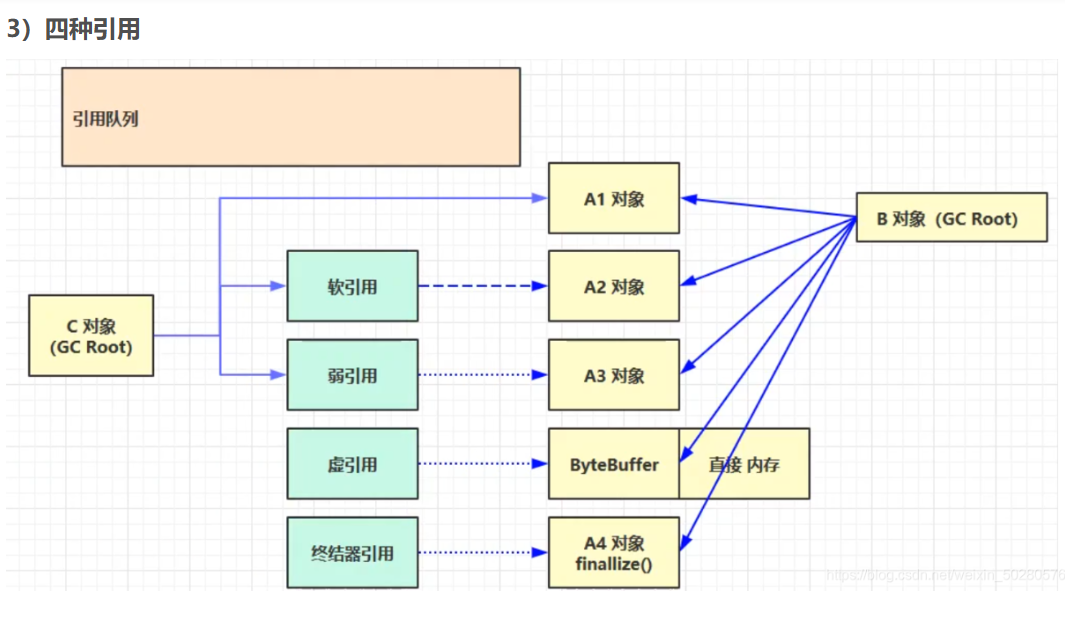 3）四种引用
引用队列
A1 对象
B 对象（GC Root）
软引用
A2 对象
C 对象
(GC Root)
弱引用
A3 对象
虚引用
ByteBuffer
直接 内存
终结器引用
A4 对象
finallize()
https://blog.csdn.net/weixin_50280576